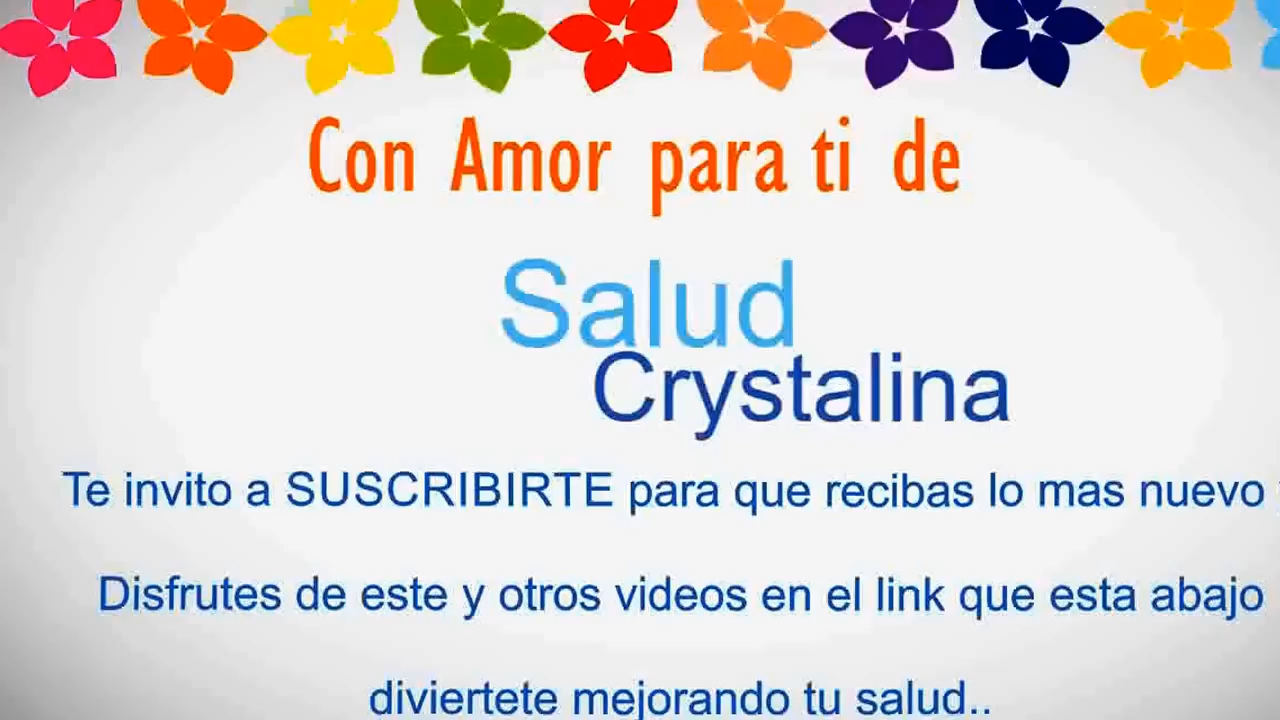 Con Amor para ti de
Salud
Crystalina
Te invito a SUSCRIBIRTE para que recibas lo mas nuevo
Disfrutes de este y otros videos en el link que esta abajo
diviertete mejorando tu salud..